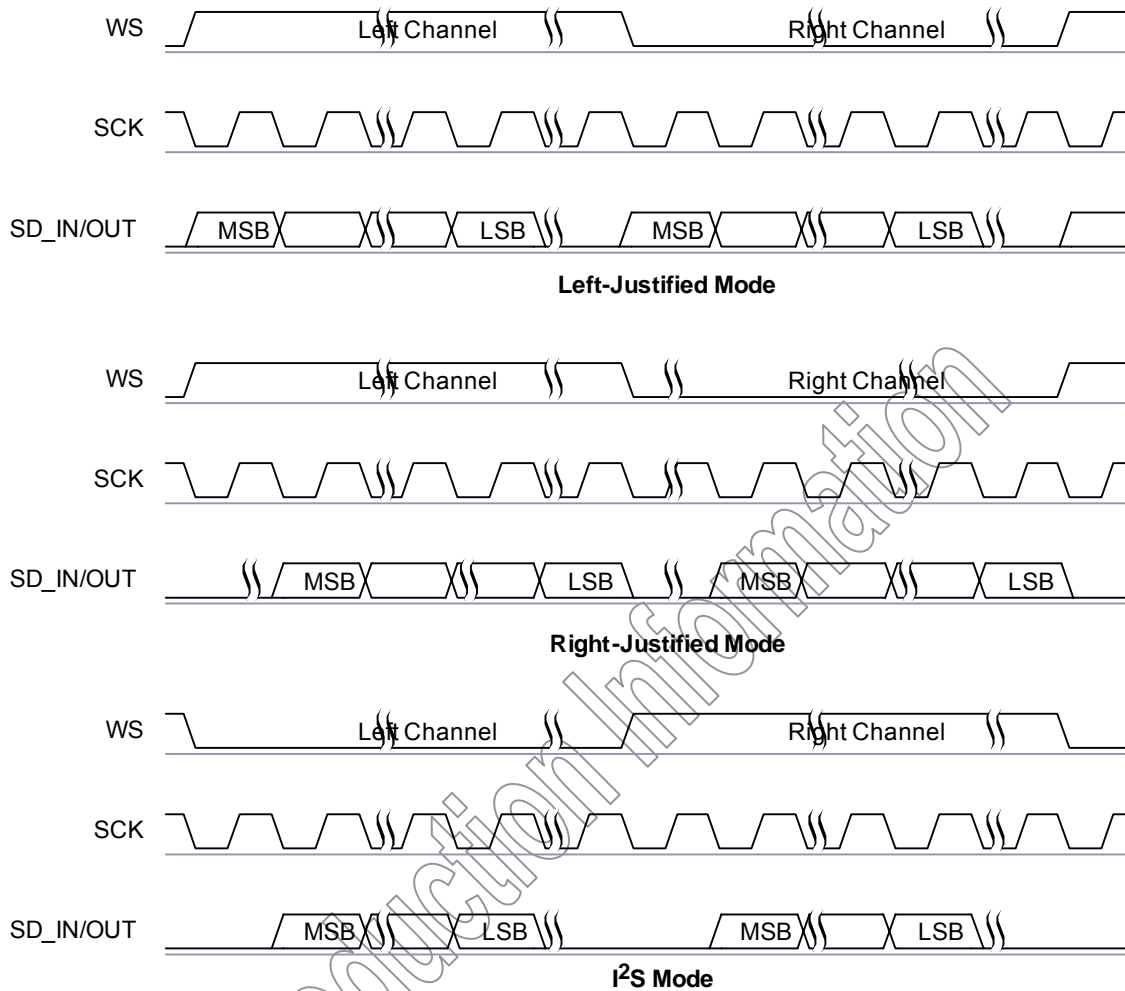 WS Left Channel Right Channel
SCK
SD_IN/OUT MSB LSB MSB LSB
Left-Justified Mode
WS Left Channel Right Channel
SCK
SD_IN/OUT MSB LSB MSB LSB
Right-Justified Mode
WS Left Channel Right Channel
SCK
SD_IN/OUT MSB LSB MSB LSB
I²S Mode
oduction Information